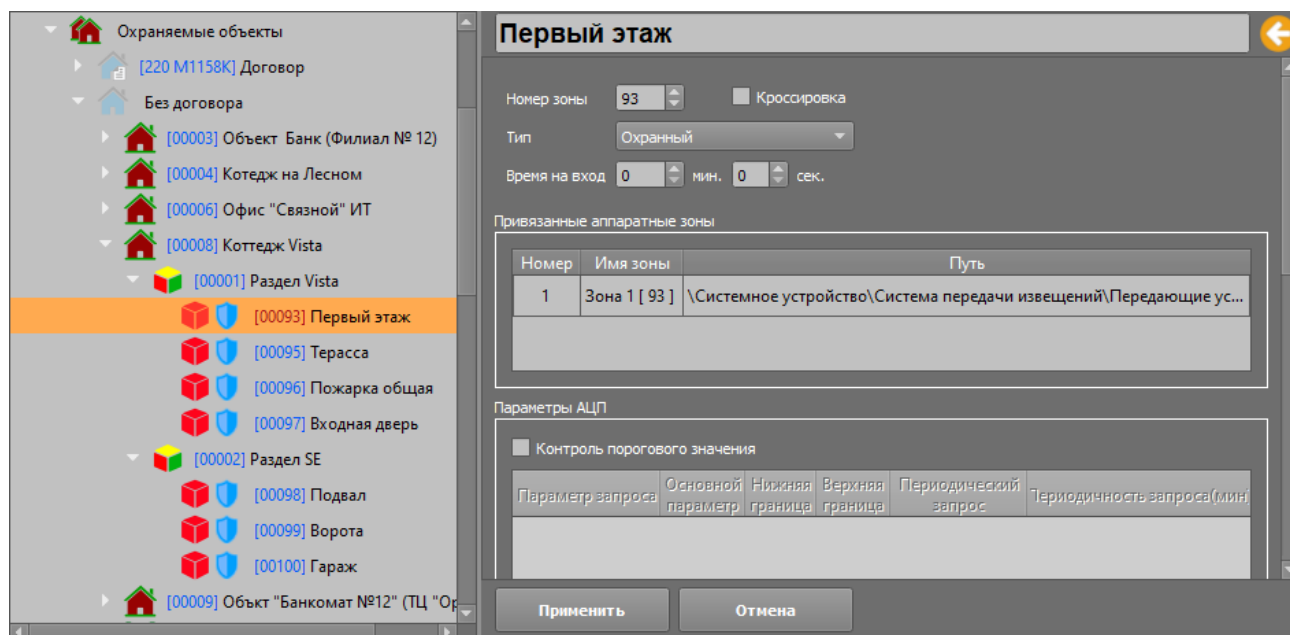 Охраняемые объекты
[220 М1158К] Договор
Без договора
[00003] Объект Банк (Филиал № 12)
[00004] Котедж на Лесном
[00006] Офис "Связной" ИТ
[00008] Коттедж Vista
[00001] Раздел Vista
[00093] Первый этаж
[00095] Терасса
[00096] Пожарка общая
[00097] Входная дверь
[00002] Раздел SE
[00098] Подвал
[00099] Ворота
[00100] Гараж
[00009] Объкт "Банкомат №12" (ТЦ "Ор
Первый этаж
Номер зоны 93 Кроссировка
Тип Охранный
Время на вход 0 мин. 0 сек.
Привязанные аппаратные зоны
Номер Имя зоны Путь
1 Зона 1 [ 93 ] \Системное устройство\Система передачи извещений\Передающие ус...
Параметры АЦП
Контроль порогового значения
Параметр запроса Основной параметр Нижняя граница Верхняя граница Периодический запрос Периодичность запроса(мин)
Применить Отмена